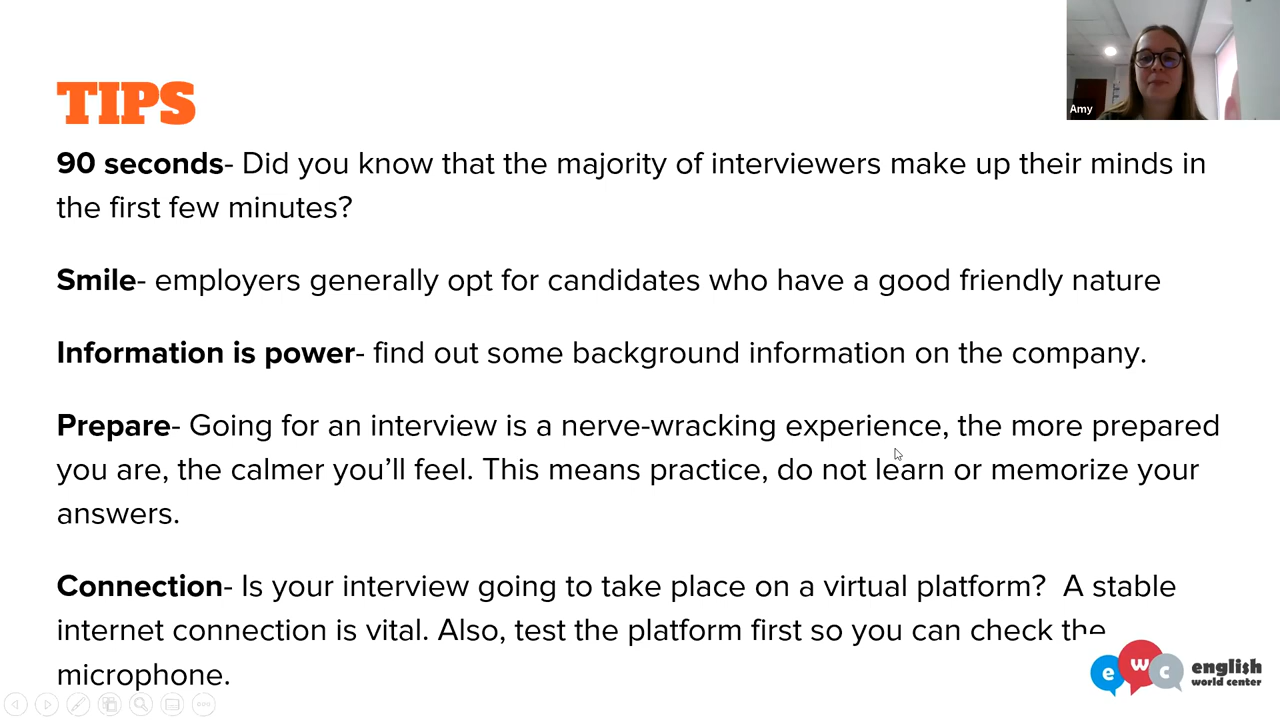 Amy
TIPS
90 seconds- Did you know that the majority of interviewers make up their minds in
the first few minutes?
Smile- employers generally opt for candidates who have a good friendly nature
Information is power- find out some background information on the company.
Prepare- Going for an interview is a nerve-wracking experience, the more prepared
you are, the calmer you’ll feel. This means practice, do not learn or memorize your
answers.
Connection- Is your interview going to take place on a virtual platform?  A stable
internet connection is vital. Also, test the platform first so you can check the
microphone.
e w c english
world center